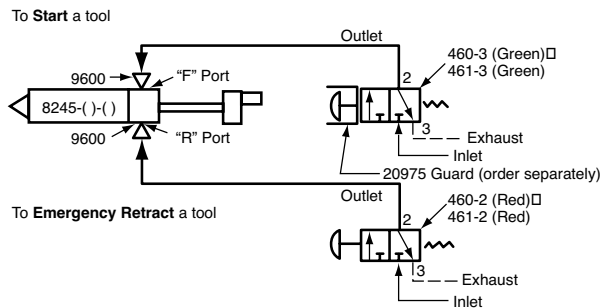 To Start a tool
Outlet
460-3 (Green)□
461-3 (Green)
9600
"F" Port
2
8245-( )-( )
9600
"R" Port
3
Exhaust
Inlet
20975 Guard (order separately)
Outlet
To Emergency Retract a tool
460-2 (Red)□
461-2 (Red)
2
3
Exhaust
Inlet